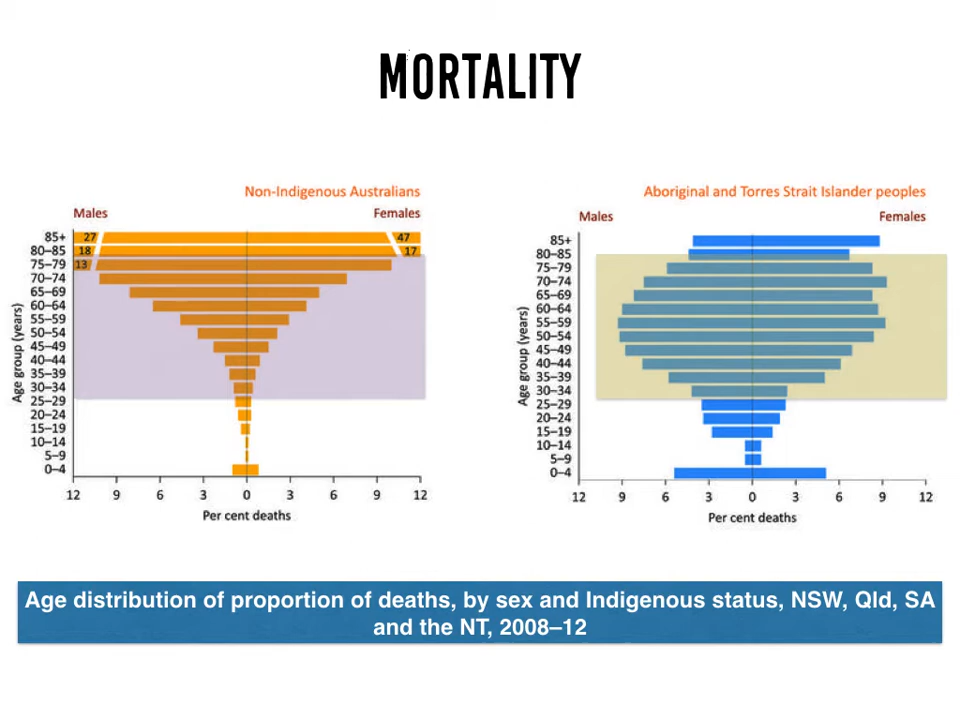 MORTALITY
Non-Indigenous Australians
Males
Females
85+
27
47
80–85
18
17
75–79
13
70–74
65–69
60–64
55–59
50–54
45–49
40–44
35–39
30–34
25–29
20–24
15–19
10–14
5–9
0–4
Age group (years)
12 9 6 3 0 3 6 9 12
Per cent deaths
Aboriginal and Torres Strait Islander peoples
Males
Females
85+
80–85
75–79
70–74
65–69
60–64
55–59
50–54
45–49
40–44
35–39
30–34
25–29
20–24
15–19
10–14
5–9
0–4
Age group (years)
12 9 6 3 0 3 6 9 12
Per cent deaths
Age distribution of proportion of deaths, by sex and Indigenous status, NSW, Qld, SA
and the NT, 2008–12